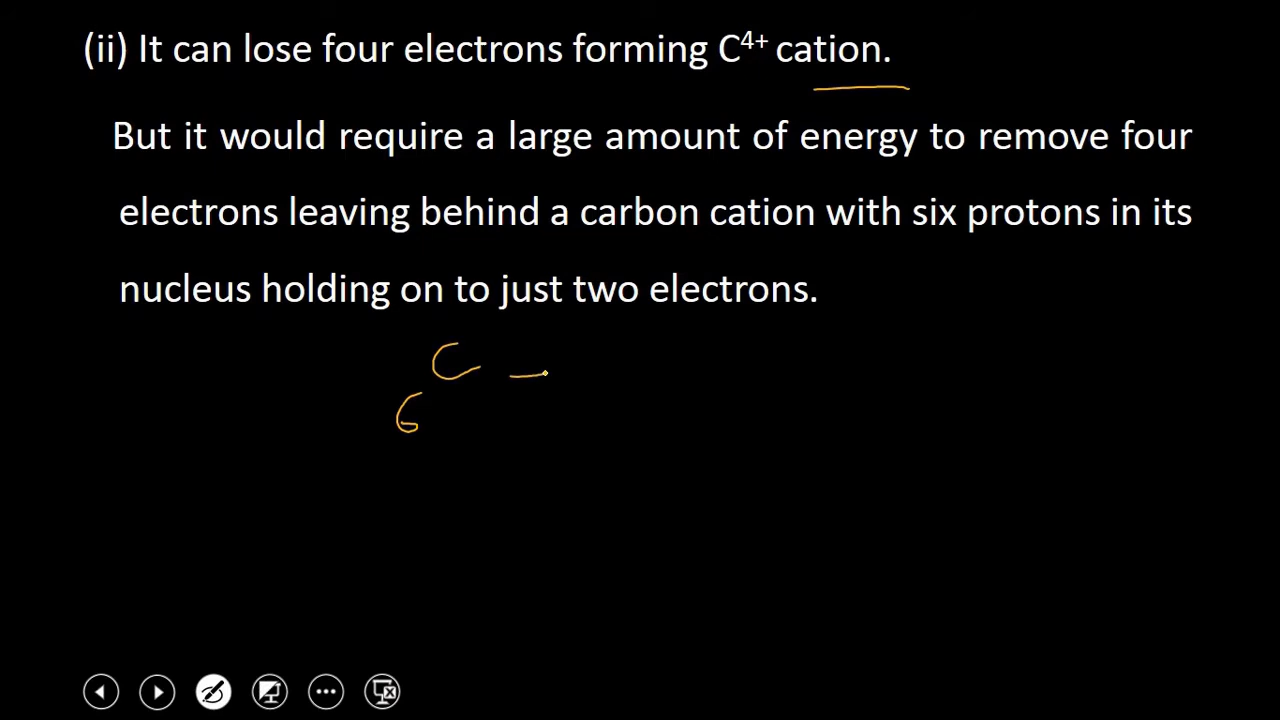 (ii) It can lose four electrons forming C⁴⁺ cation.
But it would require a large amount of energy to remove four
electrons leaving behind a carbon cation with six protons in its
nucleus holding on to just two electrons.
C –
6